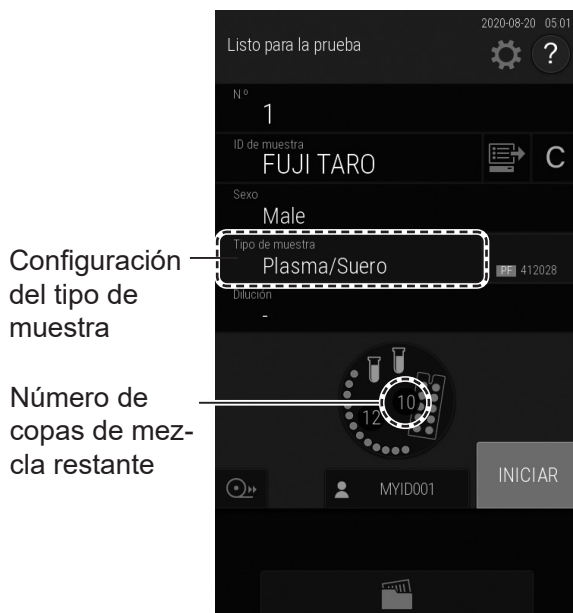 2020-08-20 05:01
Listo para la prueba
?
N.º
1
ID de muestra
FUJI TARO
C
Sexo
Male
Tipo de muestra
Plasma/Suero
PF 412028
Dilución
-
Configuración
del tipo de
muestra
10
12
Número de
copas de mez-
cla restante
INICIAR
MYID001